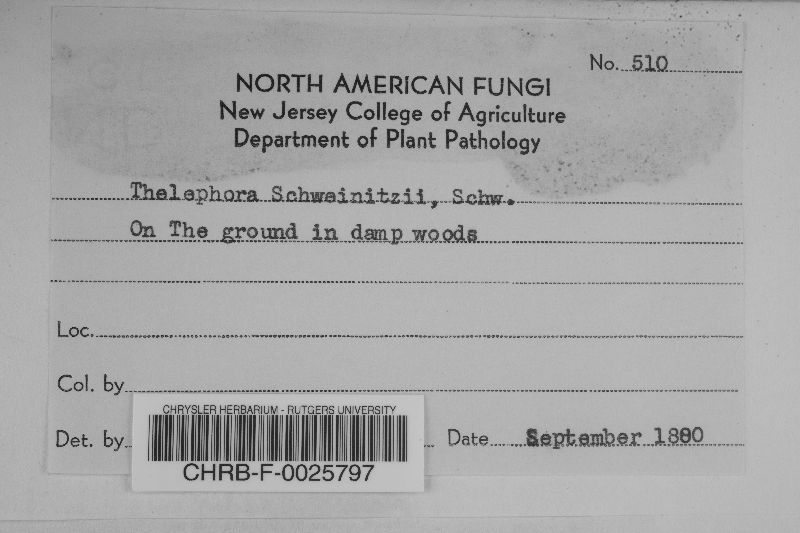 No. 510
NORTH AMERICAN FUNGI
New Jersey College of Agriculture
Department of Plant Pathology
Thelephora Schweinitzii, Schw.
On The ground in damp woods
Loc.
Col. by
CHRYSLER HERBARIUM - RUTGERS UNIVERSITY
Det. by
Date September 1880
CHRB-F-0025797